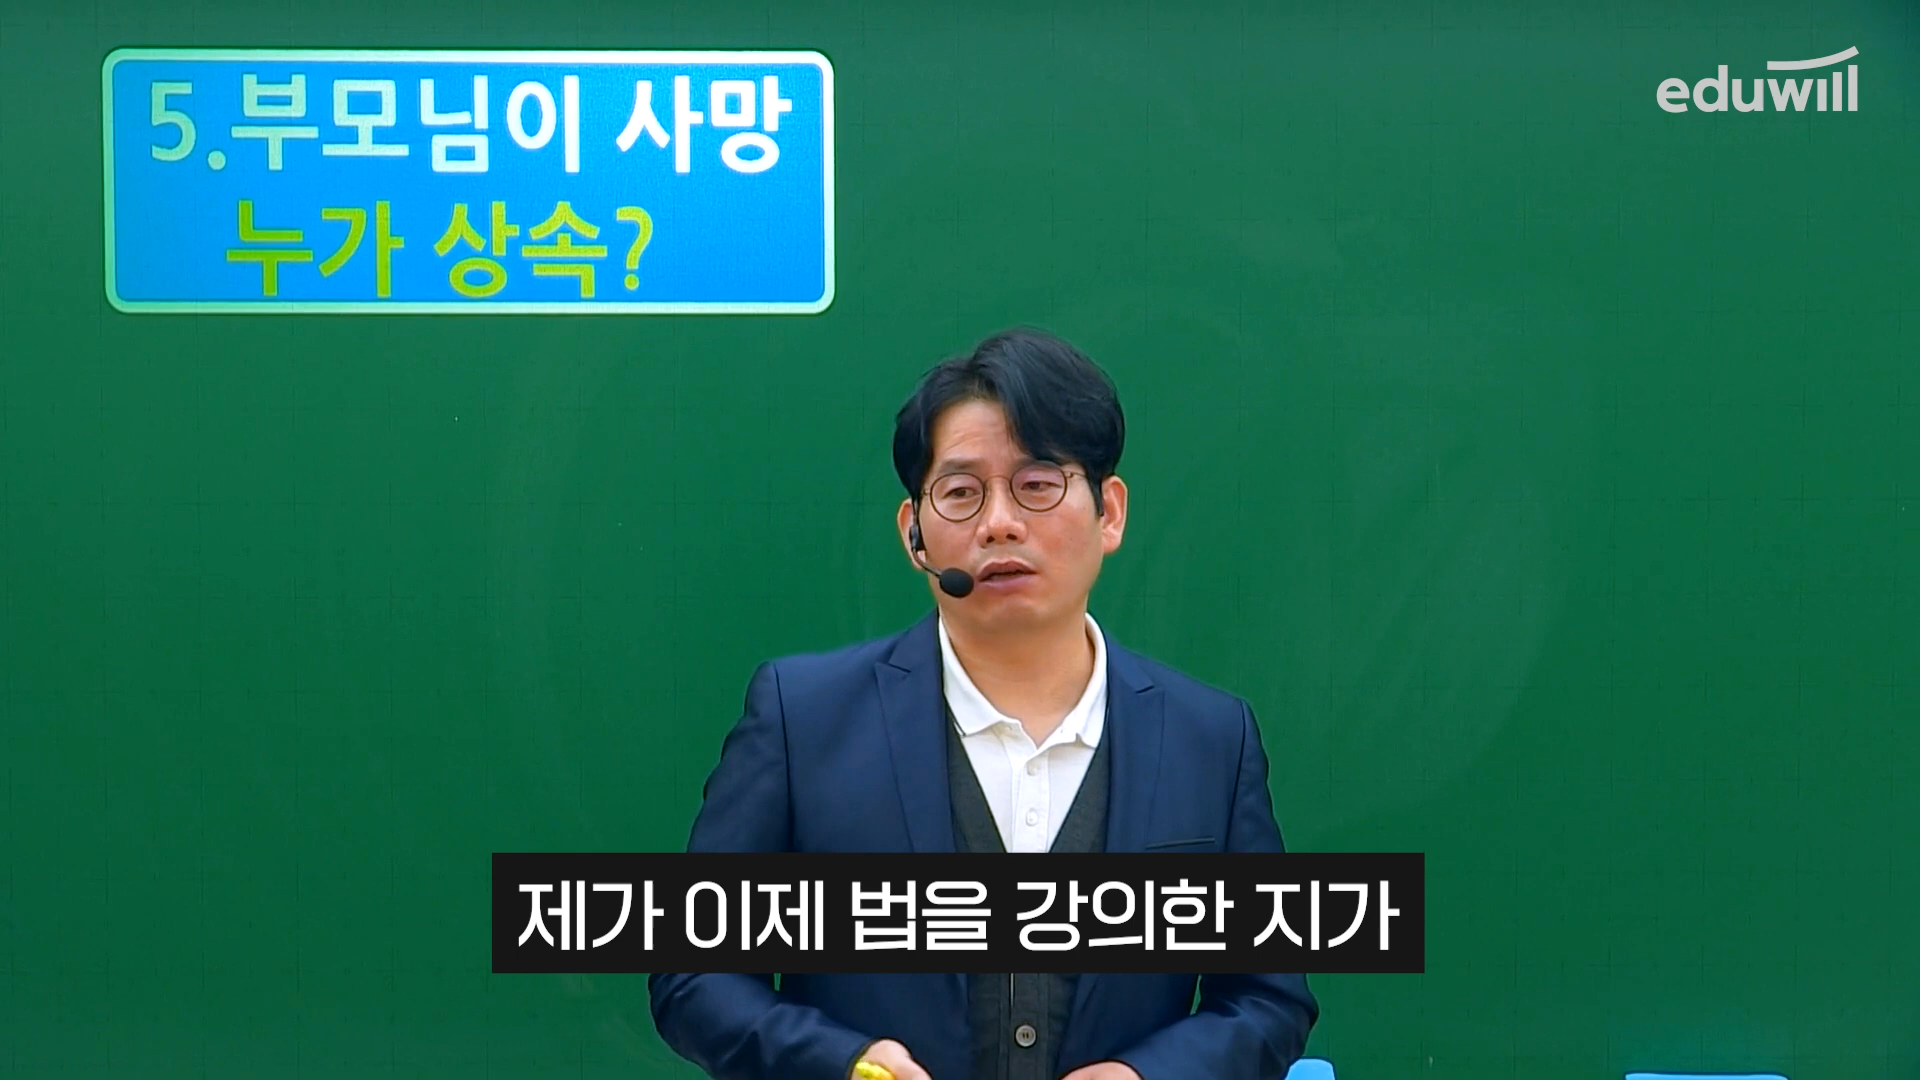 5.부모님이 사망
누가 상속?
eduwill
제가 이제 법을 강의한 지가